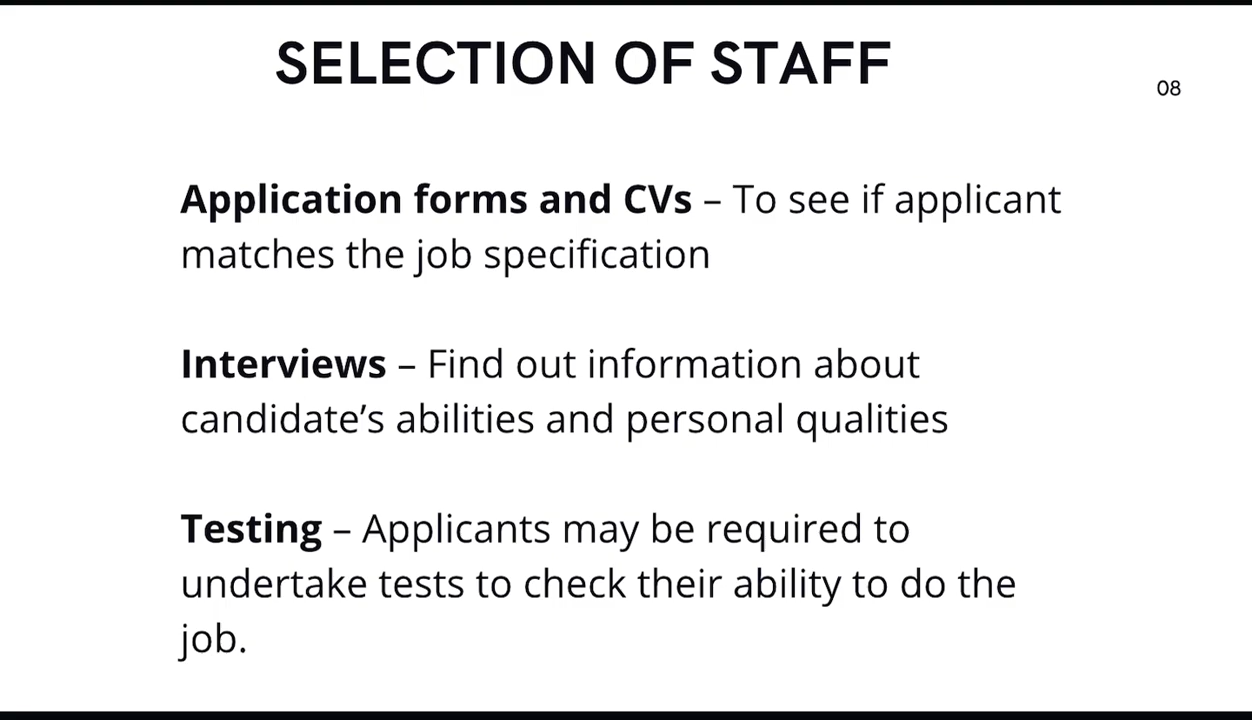 SELECTION OF STAFF
08
Application forms and CVs – To see if applicant
matches the job specification
Interviews – Find out information about
candidate’s abilities and personal qualities
Testing – Applicants may be required to
undertake tests to check their ability to do the
job.